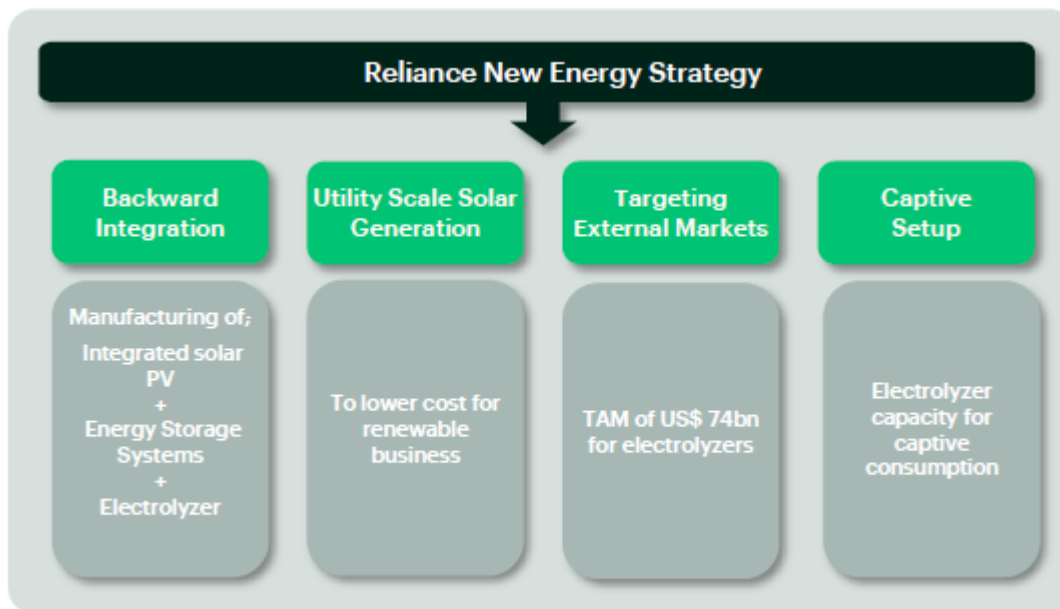 Reliance New Energy Strategy
Backward
Integration
Utility Scale Solar
Generation
Targeting
External Markets
Captive
Setup
Manufacturing of;
Integrated solar
PV
+
Energy Storage
Systems
+
Electrolyzer
To lower cost for
renewable
business
TAM of US$ 74bn
for electrolyzers
Electrolyzer
capacity for
captive
consumption